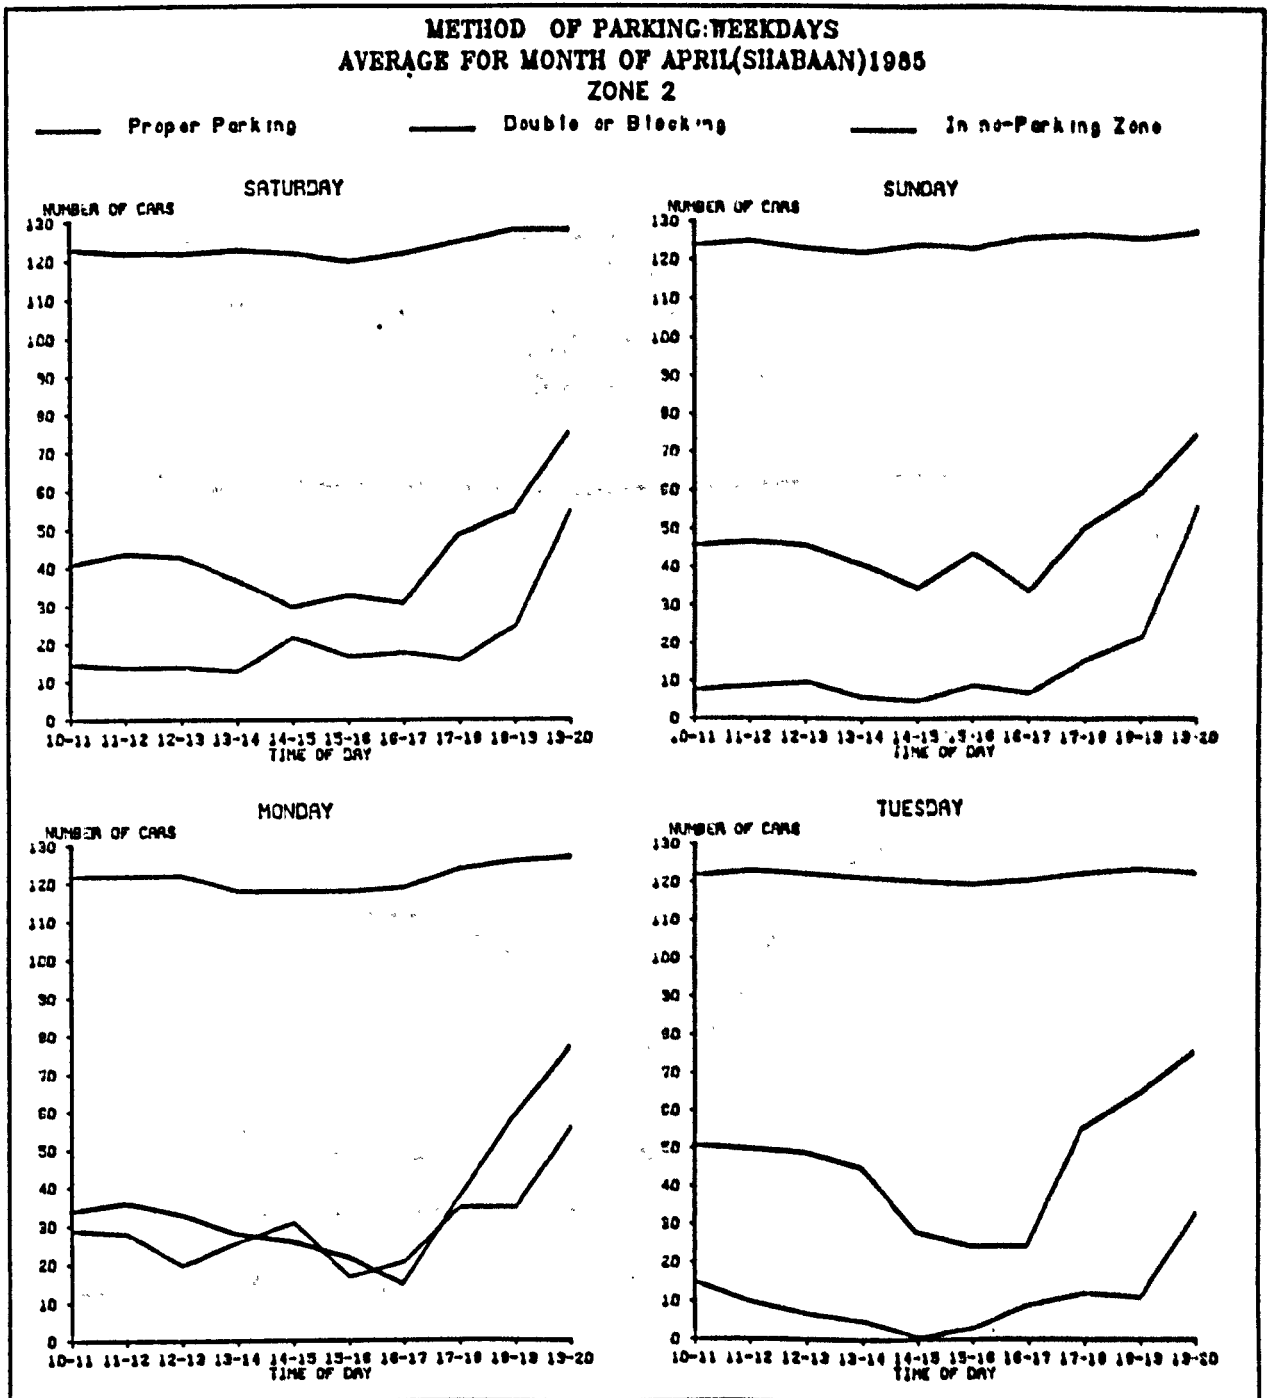 METHOD OF PARKING:WEEKDAYS
AVERAGE FOR MONTH OF APRIL(SHABAAN)1985
ZONE 2
Proper Parking Double or Blocking In no-Parking Zone
SATURDAY
NUMBER OF CARS
130
120
110
100
90
80
70
60
50
40
30
20
10
0
10-11 11-12 12-13 13-14 14-15 15-16 16-17 17-18 18-19 19-20
TIME OF DAY
SUNDAY
NUMBER OF CARS
130
120
110
100
90
80
70
60
50
40
30
20
10
0
10-11 11-12 12-13 13-14 14-15 15-16 16-17 17-18 18-19 19-20
TIME OF DAY
MONDAY
NUMBER OF CARS
130
120
110
100
90
80
70
60
50
40
30
20
10
0
10-11 11-12 12-13 13-14 14-15 15-16 16-17 17-18 18-19 19-20
TIME OF DAY
TUESDAY
NUMBER OF CARS
130
120
110
100
90
80
70
60
50
40
30
20
10
0
10-11 11-12 12-13 13-14 14-15 15-16 16-17 17-18 18-19 19-20
TIME OF DAY